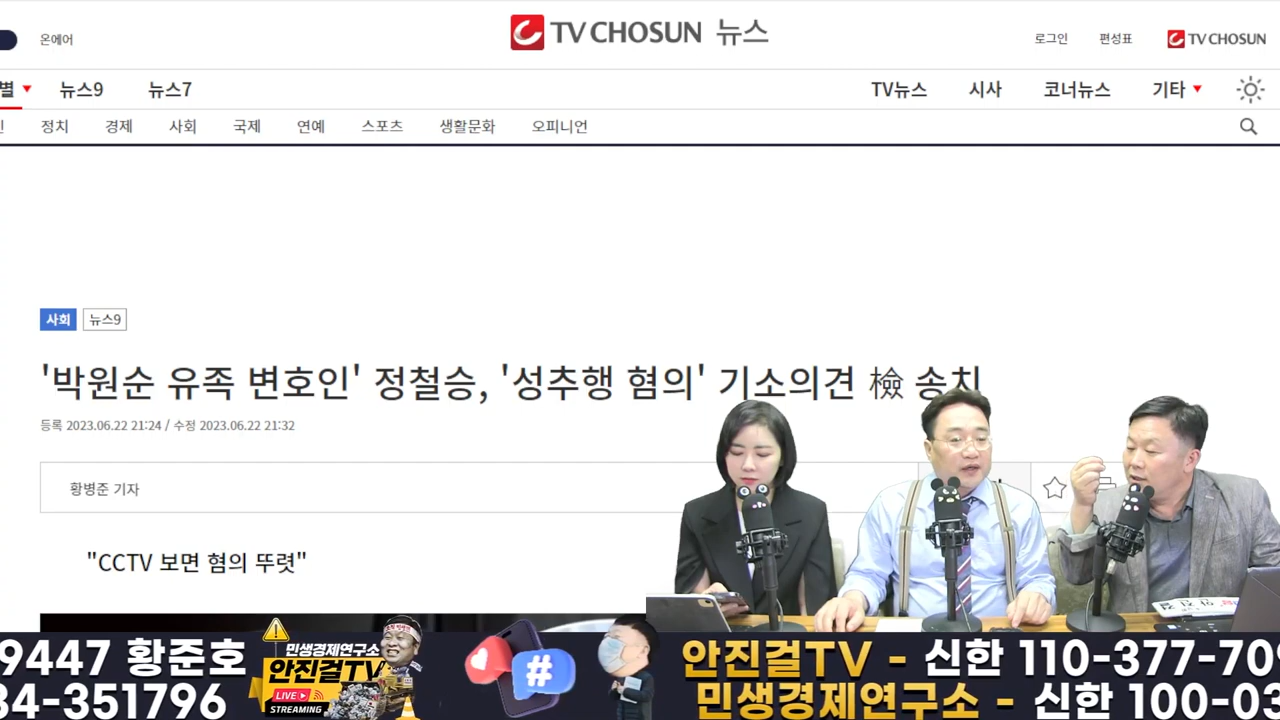 온에어
TV CHOSUN 뉴스
로그인 편성표 TV CHOSUN
별 뉴스9 뉴스7 TV뉴스 시사 코너뉴스 기타
정치 경제 사회 국제 연예 스포츠 생활문화 오피니언
사회 뉴스9
'박원순 유족 변호인' 정철승, '성추행 혐의' 기소의견 檢 송치
등록 2023.06.22 21:24 / 수정 2023.06.22 21:32
황병준 기자
"CCTV 보면 혐의 뚜렷"
9447 황준호
34-351796
민생경제연구소
안진걸TV
LIVE
STREAMING
#
안진걸TV - 신한 110-377-709
민생경제연구소 - 신한 100-03